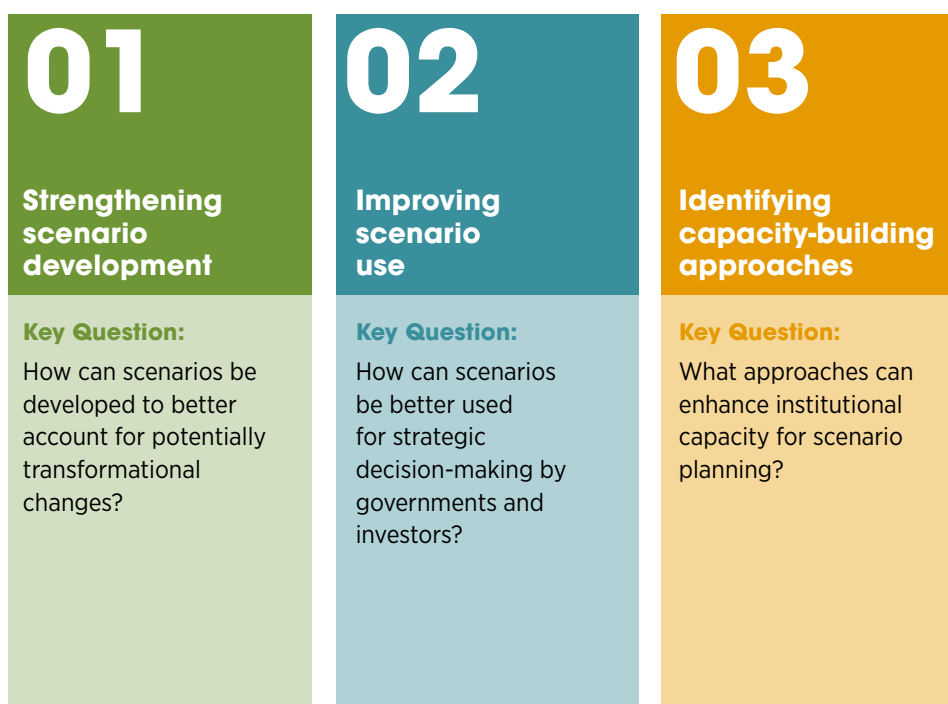 01
Strengthening
scenario
development
Key Question:
How can scenarios be
developed to better
account for potentially
transformational
changes?
02
Improving
scenario
use
Key Question:
How can scenarios
be better used
for strategic
decision-making by
governments and
investors?
03
Identifying
capacity-building
approaches
Key Question:
What approaches can
enhance institutional
capacity for scenario
planning?